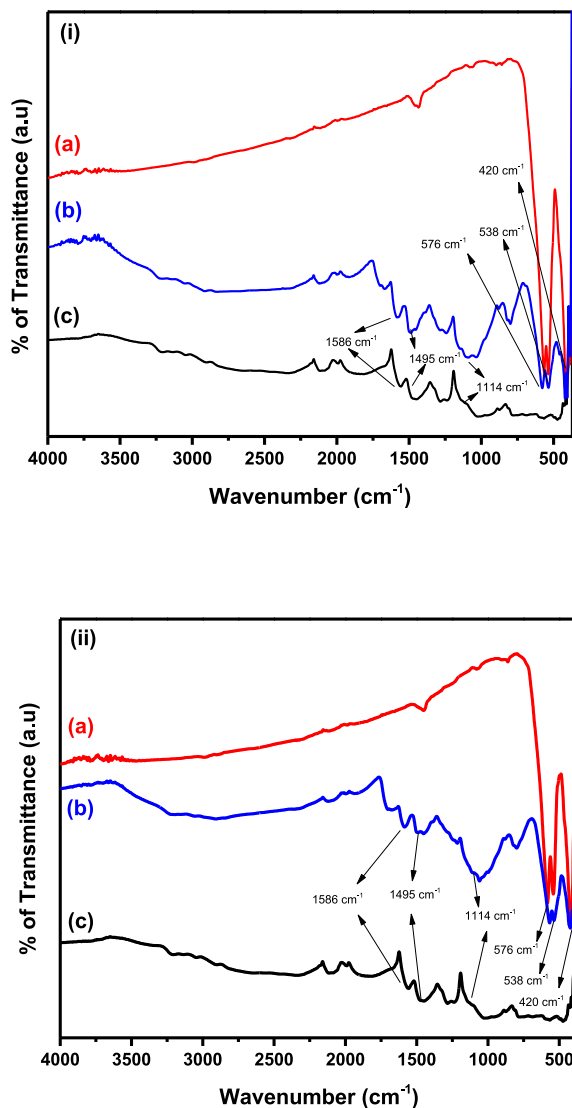 (i)
(a)
420 cm⁻¹
(b)
538 cm⁻¹
576 cm⁻¹
(c)
1586 cm⁻¹
1495 cm⁻¹
1114 cm⁻¹
% of Transmittance (a.u)
4000 3500 3000 2500 2000 1500 1000 500
Wavenumber (cm⁻¹)
(ii)
(a)
(b)
1586 cm⁻¹
1495 cm⁻¹
1114 cm⁻¹
(c)
576 cm⁻¹
538 cm⁻¹
420 cm⁻¹
% of Transmittance (a.u)
4000 3500 3000 2500 2000 1500 1000 500
Wavenumber (cm⁻¹)